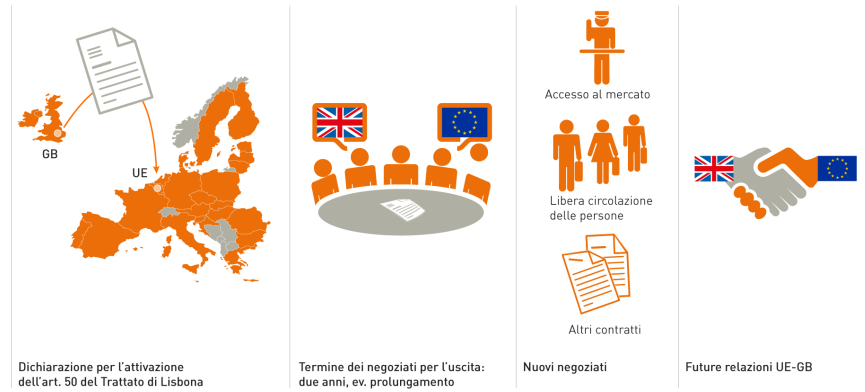 GB
UE
Dichiarazione per l’attivazione
dell’art. 50 del Trattato di Lisbona
Termine dei negoziati per l’uscita:
due anni, ev. prolungamento
Accesso al mercato
Libera circolazione
delle persone
Altri contratti
Nuovi negoziati
Future relazioni UE-GB